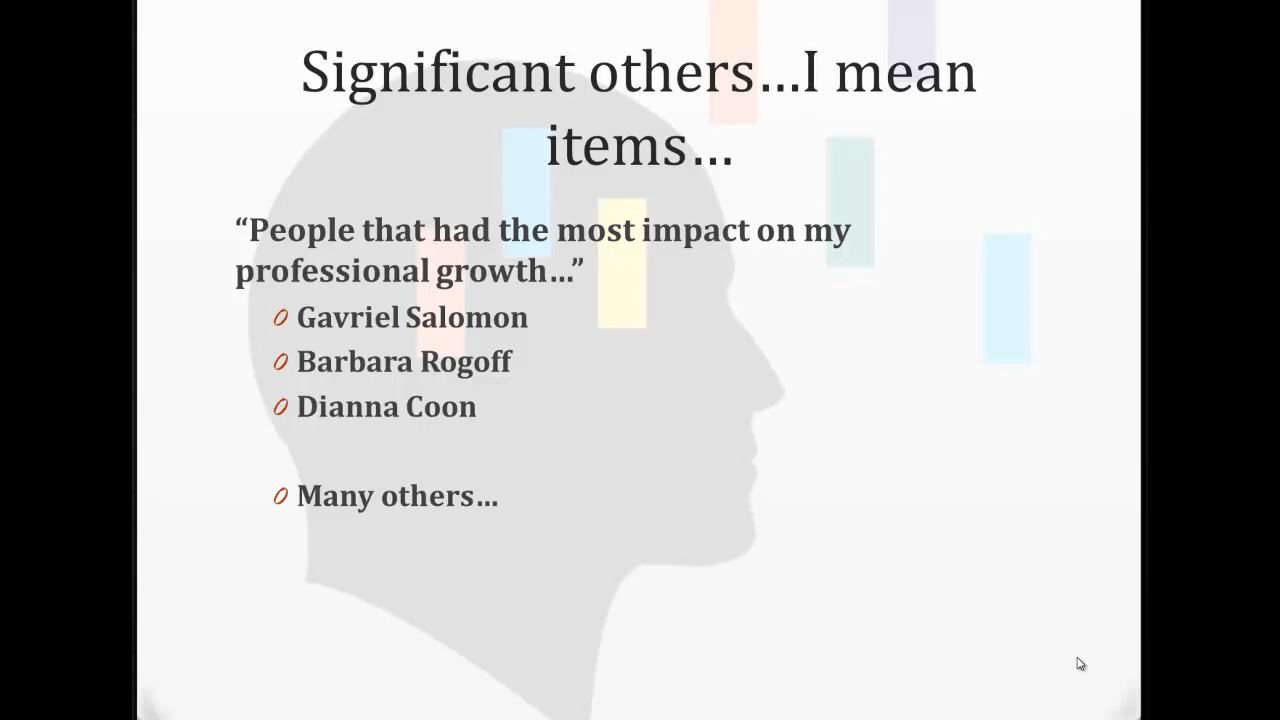 Significant others…I mean
items…
“People that had the most impact on my
professional growth…”
Gavriel Salomon
Barbara Rogoff
Dianna Coon
Many others…